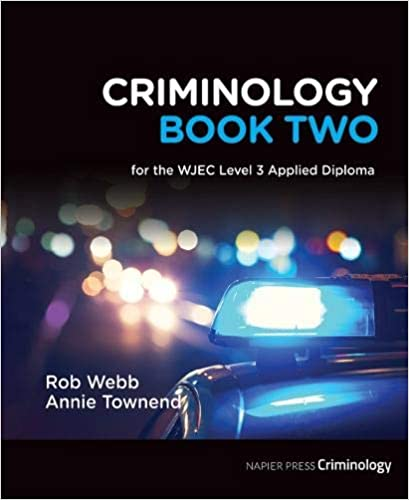 CRIMINOLOGY
BOOK TWO
for the WJEC Level 3 Applied Diploma
Rob Webb
Annie Townend
NAPIER PRESS Criminology